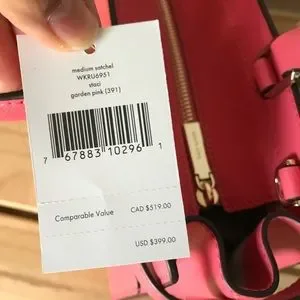 medium satchel
WKRU6951
staci
garden pink (391)
7 67883 10296 1
Comparable Value CAD $519.00
USD $399.00